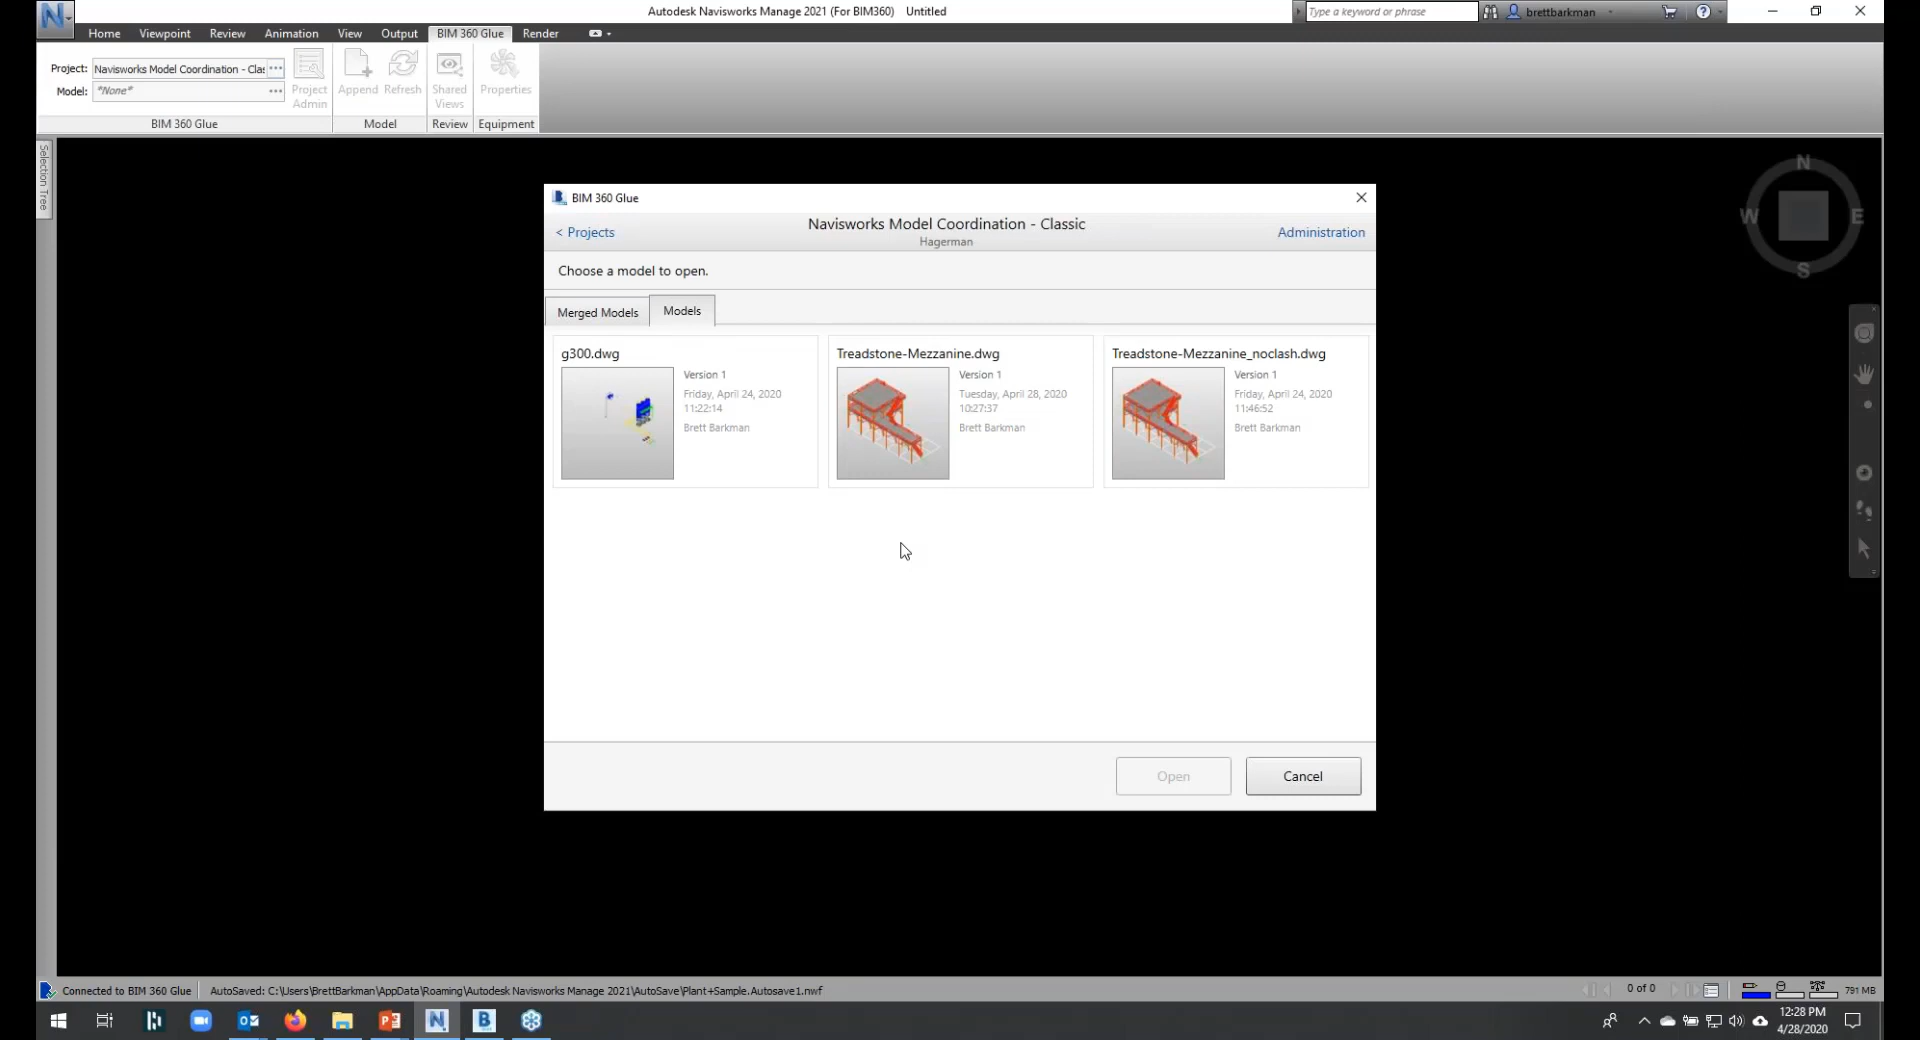 Autodesk Navisworks Manage 2021 (For BIM360) Untitled
Type a keyword or phrase
brettbarkman
Home Viewpoint Review Animation View Output BIM 360 Glue Render
Project: Navisworks Model Coordination - Clas ...
Model: *None* ...
Project Admin
Append
Refresh
Shared Views
Properties
BIM 360 Glue Model Review Equipment
Selection Tree
N
W E
S
BIM 360 Glue
< Projects
Navisworks Model Coordination - Classic
Hagerman
Administration
Choose a model to open.
Merged Models Models
g300.dwg
Version 1
Friday, April 24, 2020
11:22:14
Brett Barkman
Treadstone-Mezzanine.dwg
Version 1
Tuesday, April 28, 2020
10:27:37
Brett Barkman
Treadstone-Mezzanine_noclash.dwg
Version 1
Friday, April 24, 2020
11:46:52
Brett Barkman
Open Cancel
Connected to BIM 360 Glue AutoSaved: C:\Users\BrettBarkman\AppData\Roaming\Autodesk Navisworks Manage 2021\AutoSave\Plant+Sample.Autosave1.nwf
0 of 0
791 MB
12:28 PM
4/28/2020